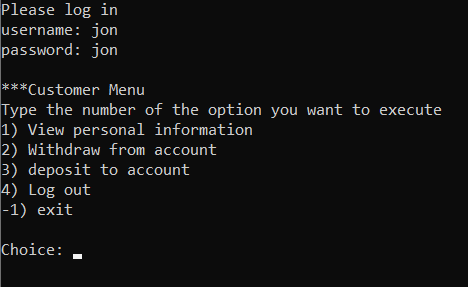 Please log in
username: jon
password: jon
***Customer Menu
Type the number of the option you want to execute
1) View personal information
2) Withdraw from account
3) deposit to account
4) Log out
-1) exit
Choice: